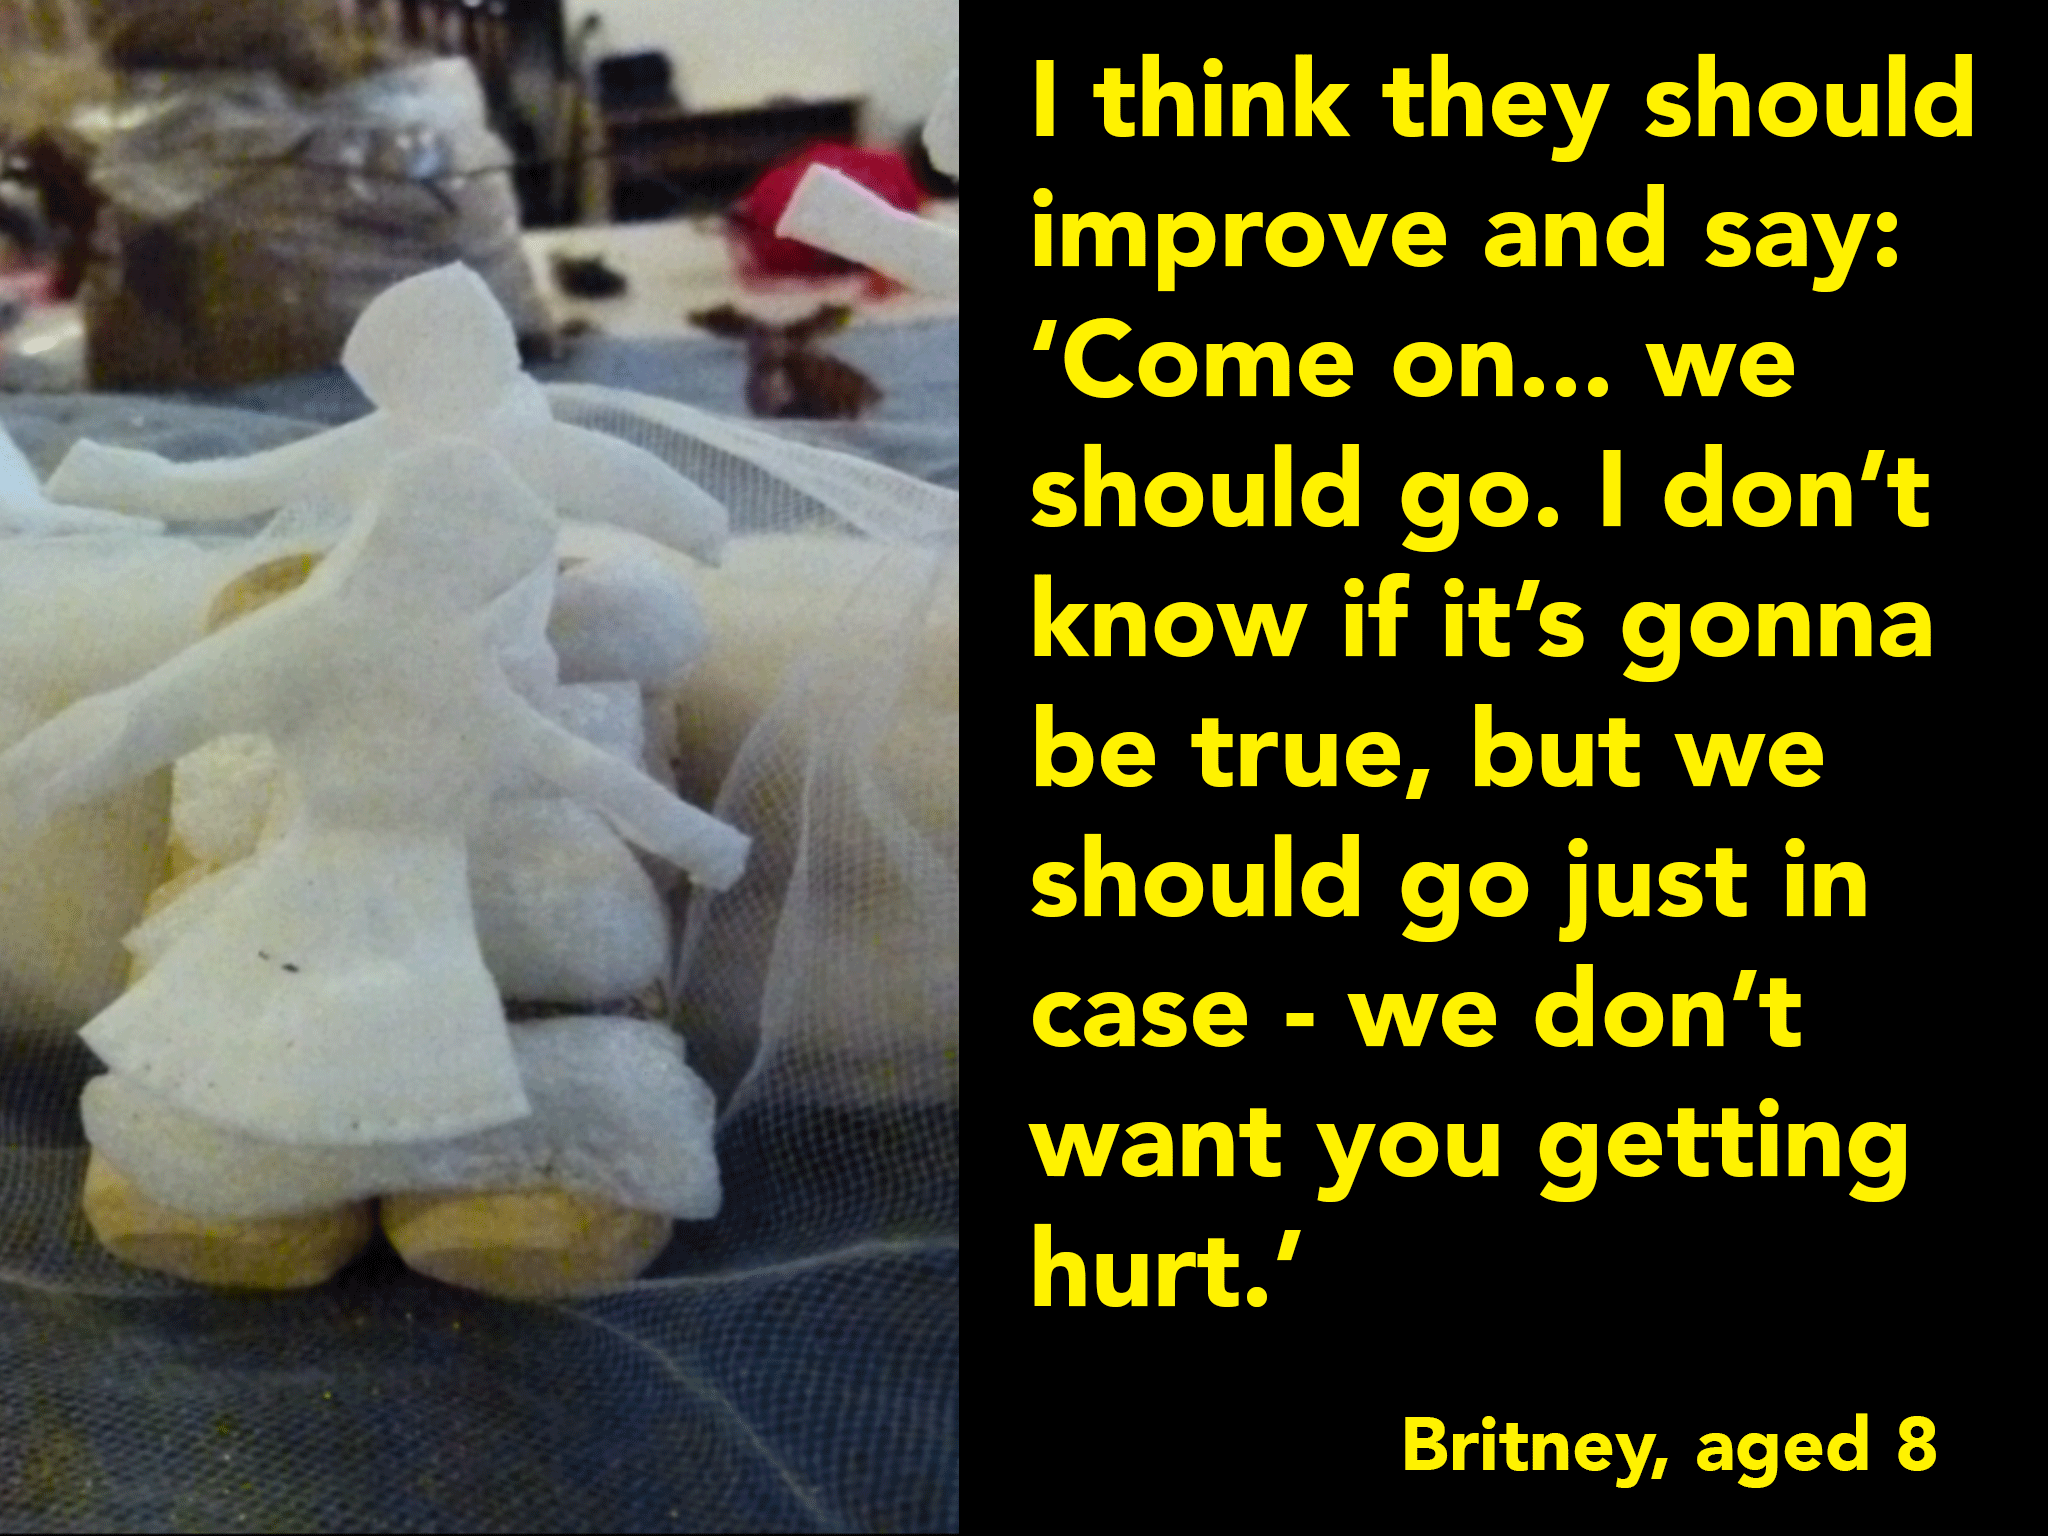 I think they should
improve and say:
‘Come on... we
should go. I don’t
know if it’s gonna
be true, but we
should go just in
case - we don’t
want you getting
hurt.’
Britney, aged 8